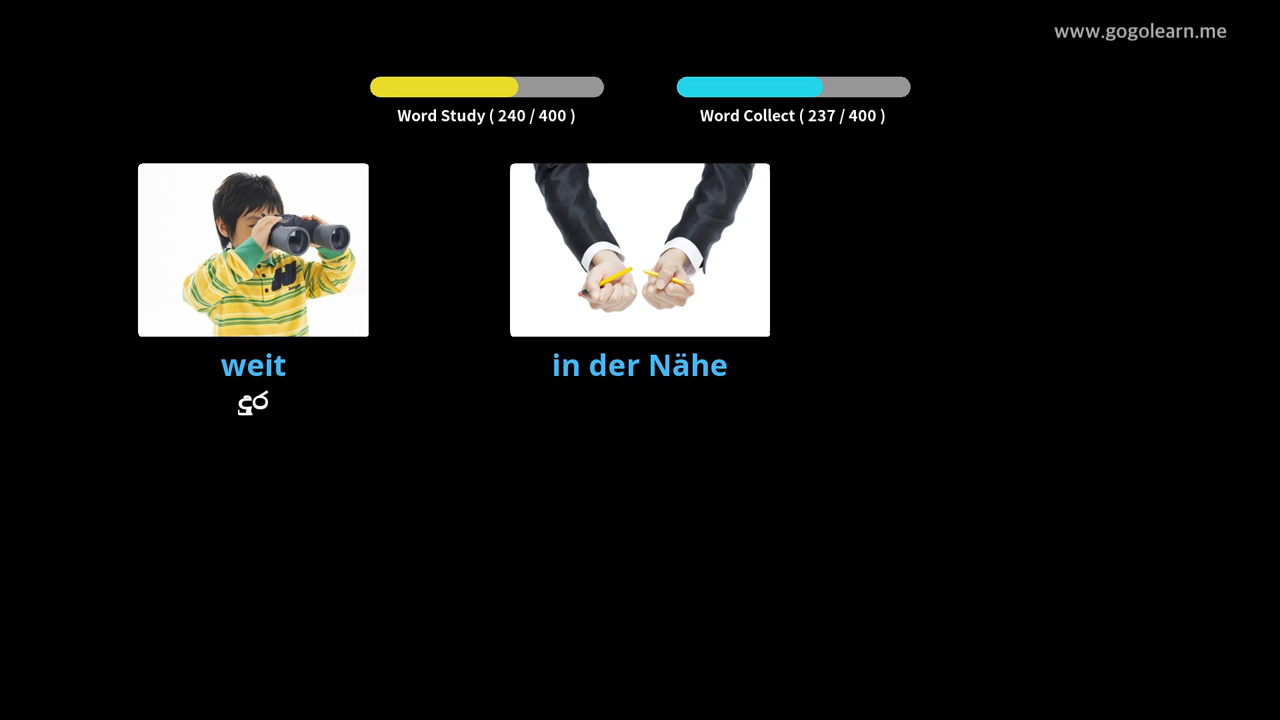 www.gogolearn.me
Word Study ( 240 / 400 )
Word Collect ( 237 / 400 )
weit
in der Nähe
දුර